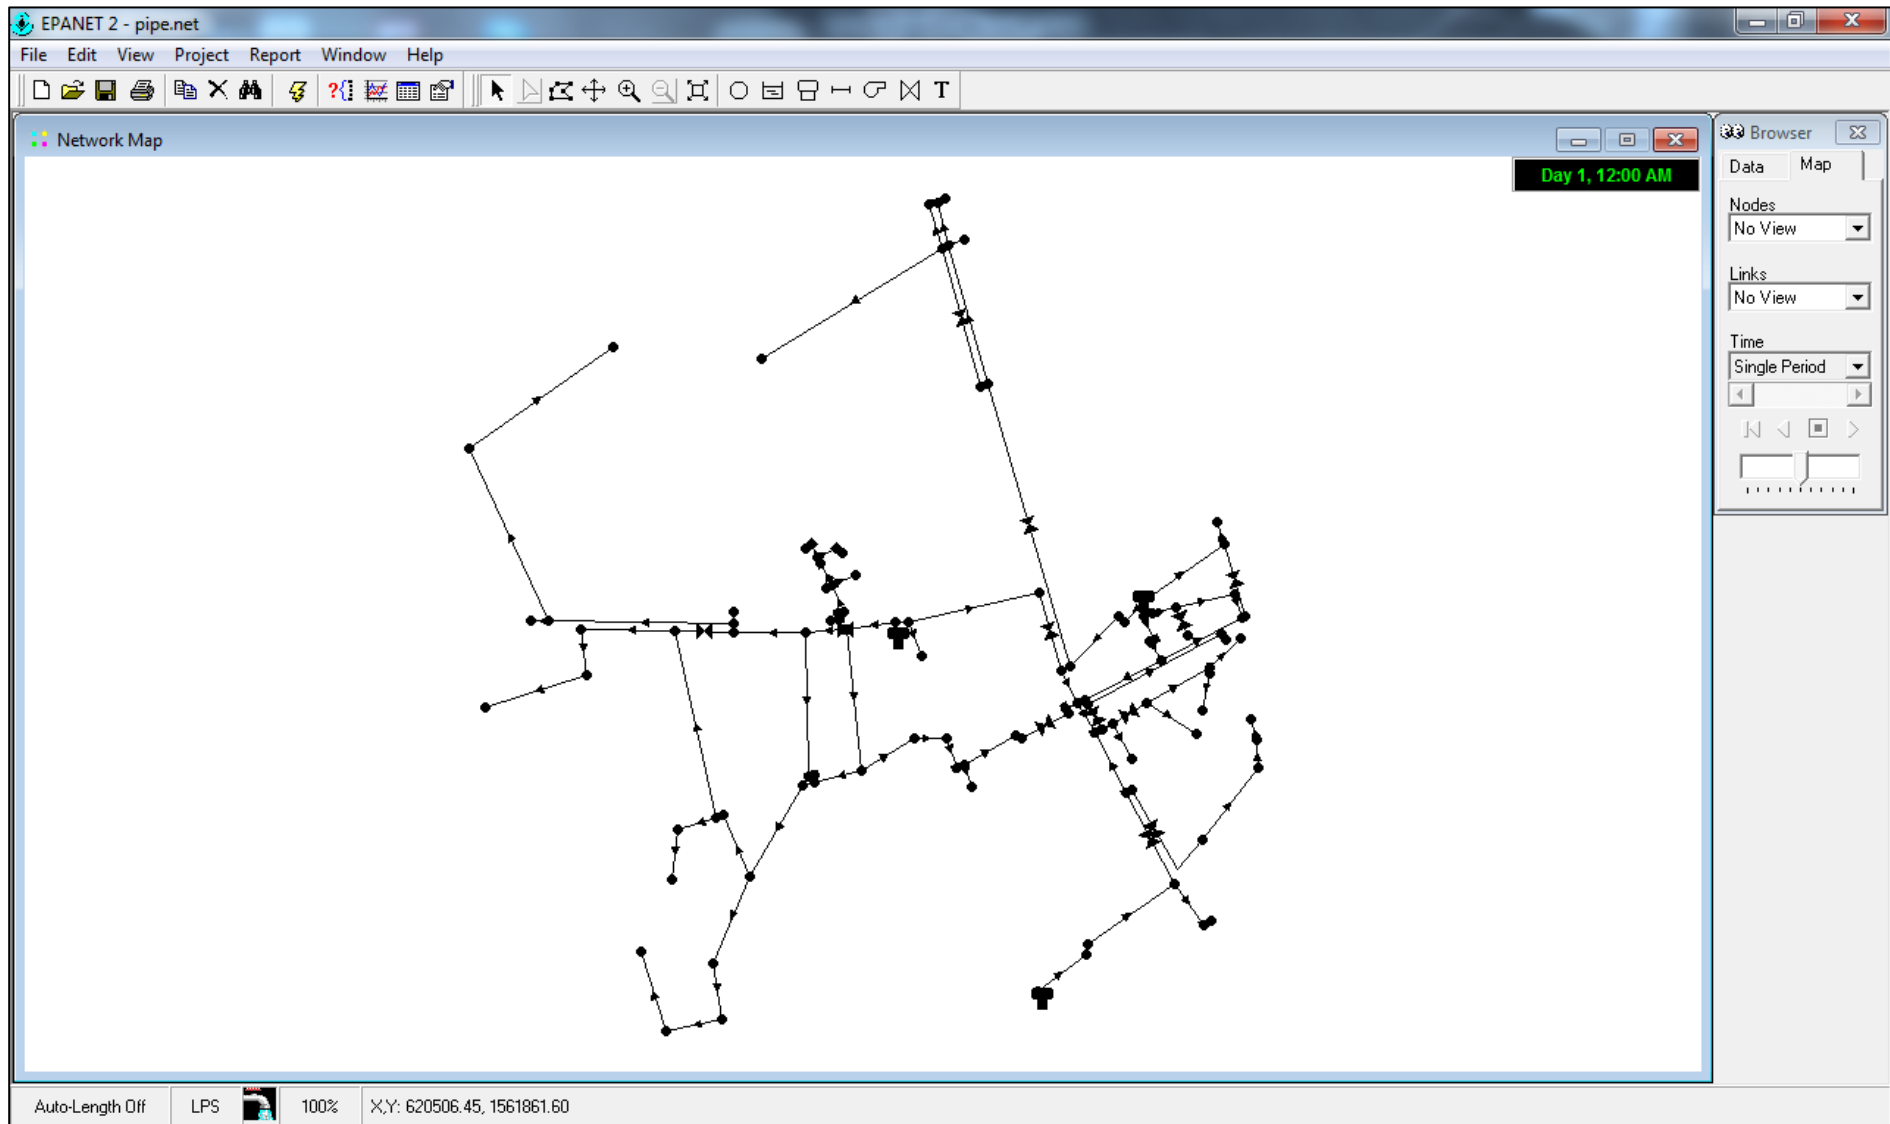 EPANET 2 - pipe.net
File Edit View Project Report Window Help
T
Network Map
Day 1, 12:00 AM
Browser
Data Map
Nodes
No View
Links
No View
Time
Single Period
Auto-Length Off LPS 100% X,Y: 620506.45, 1561861.60